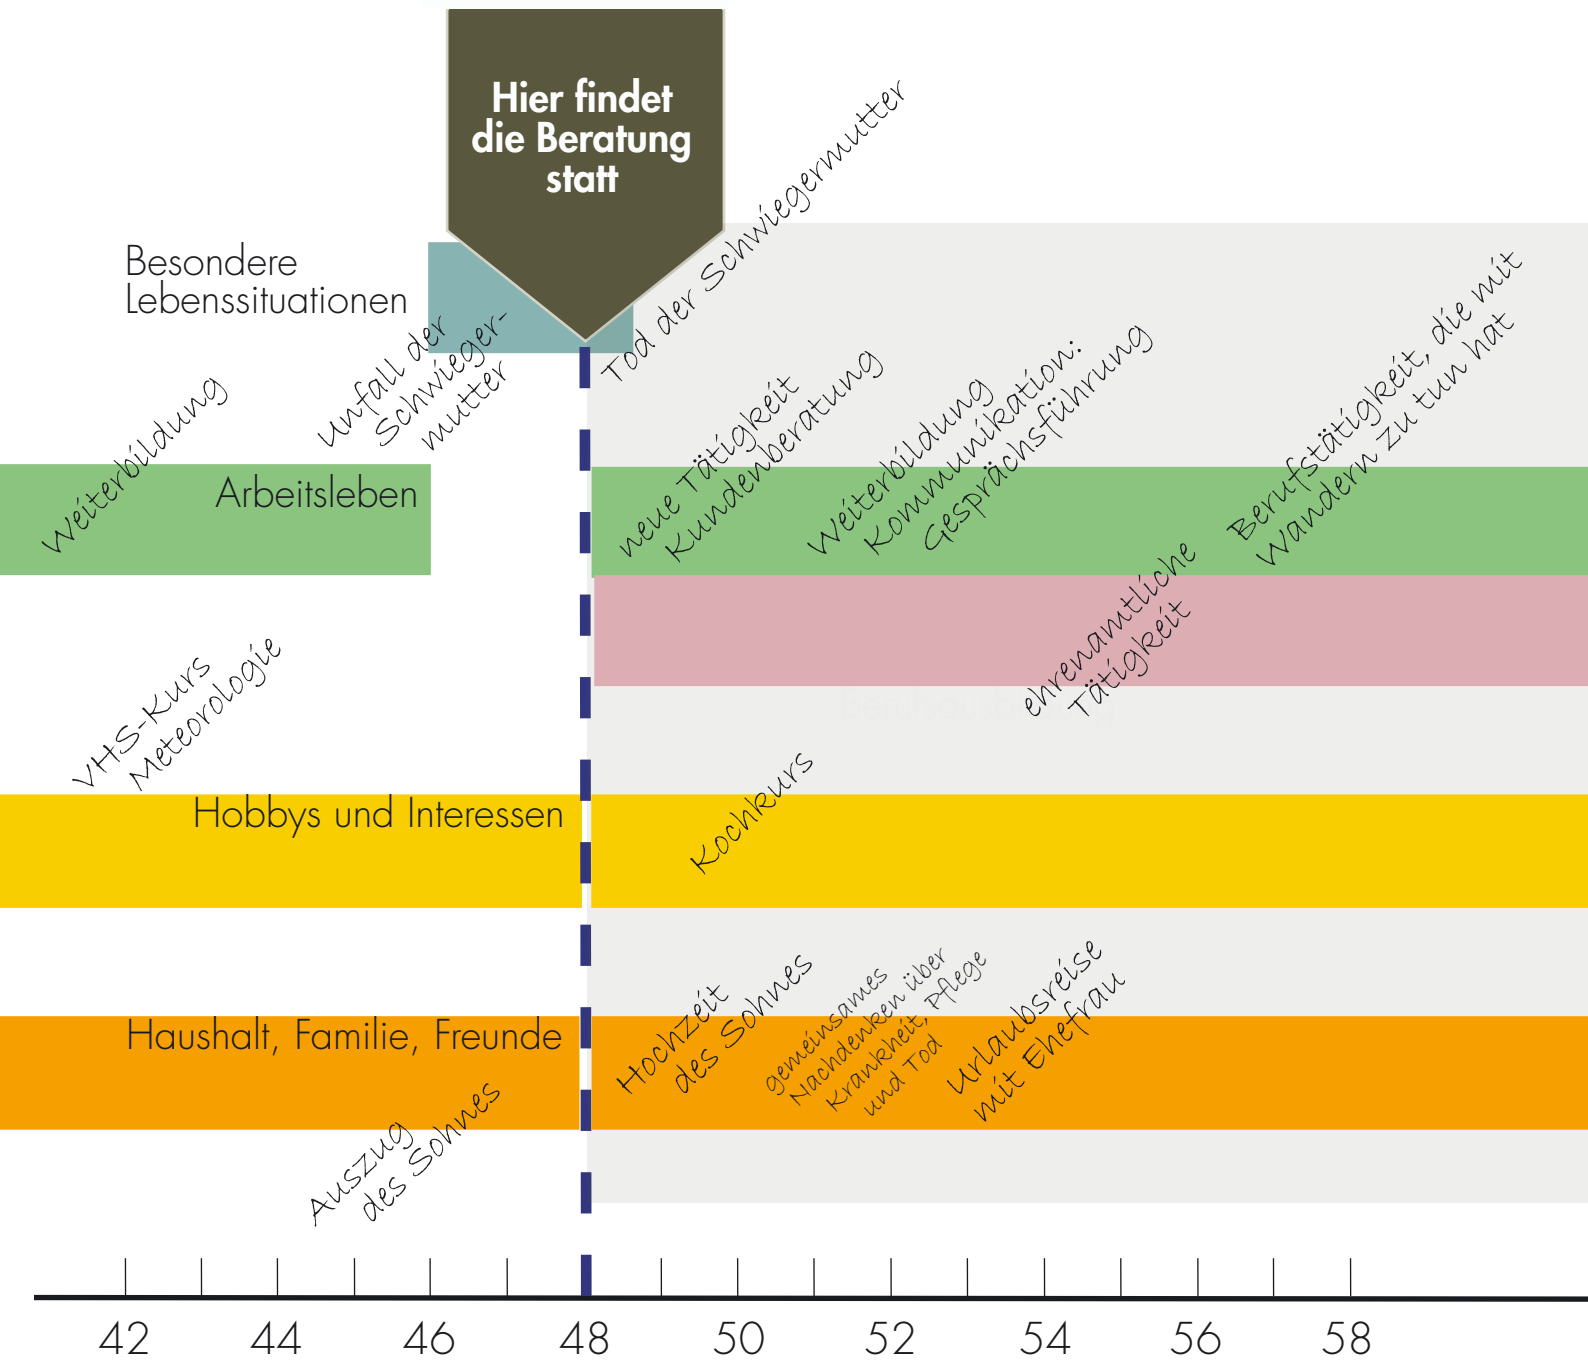 Hier findet
die Beratung
statt
Besondere
Lebenssituationen
Unfall der
Schwieger-
mutter
Tod der Schwiegermutter
Weiterbildung
Arbeitsleben
neue Tätigkeit
Kundenberatung
Weiterbildung
Kommunikation:
Gesprächsführung
Berufstätigkeit, die mit
Wandern zu tun hat
ehrenamtliche
Tätigkeit
VHS-Kurs
Meteorologie
Hobbys und Interessen
Kochkurs
Haushalt, Familie, Freunde
Auszug
des Sohnes
Hochzeit
des Sohnes
gemeinsames
Nachdenken über
Krankheit, Pflege
und Tod
Urlaubsreise
mit Ehefrau
42 44 46 48 50 52 54 56 58